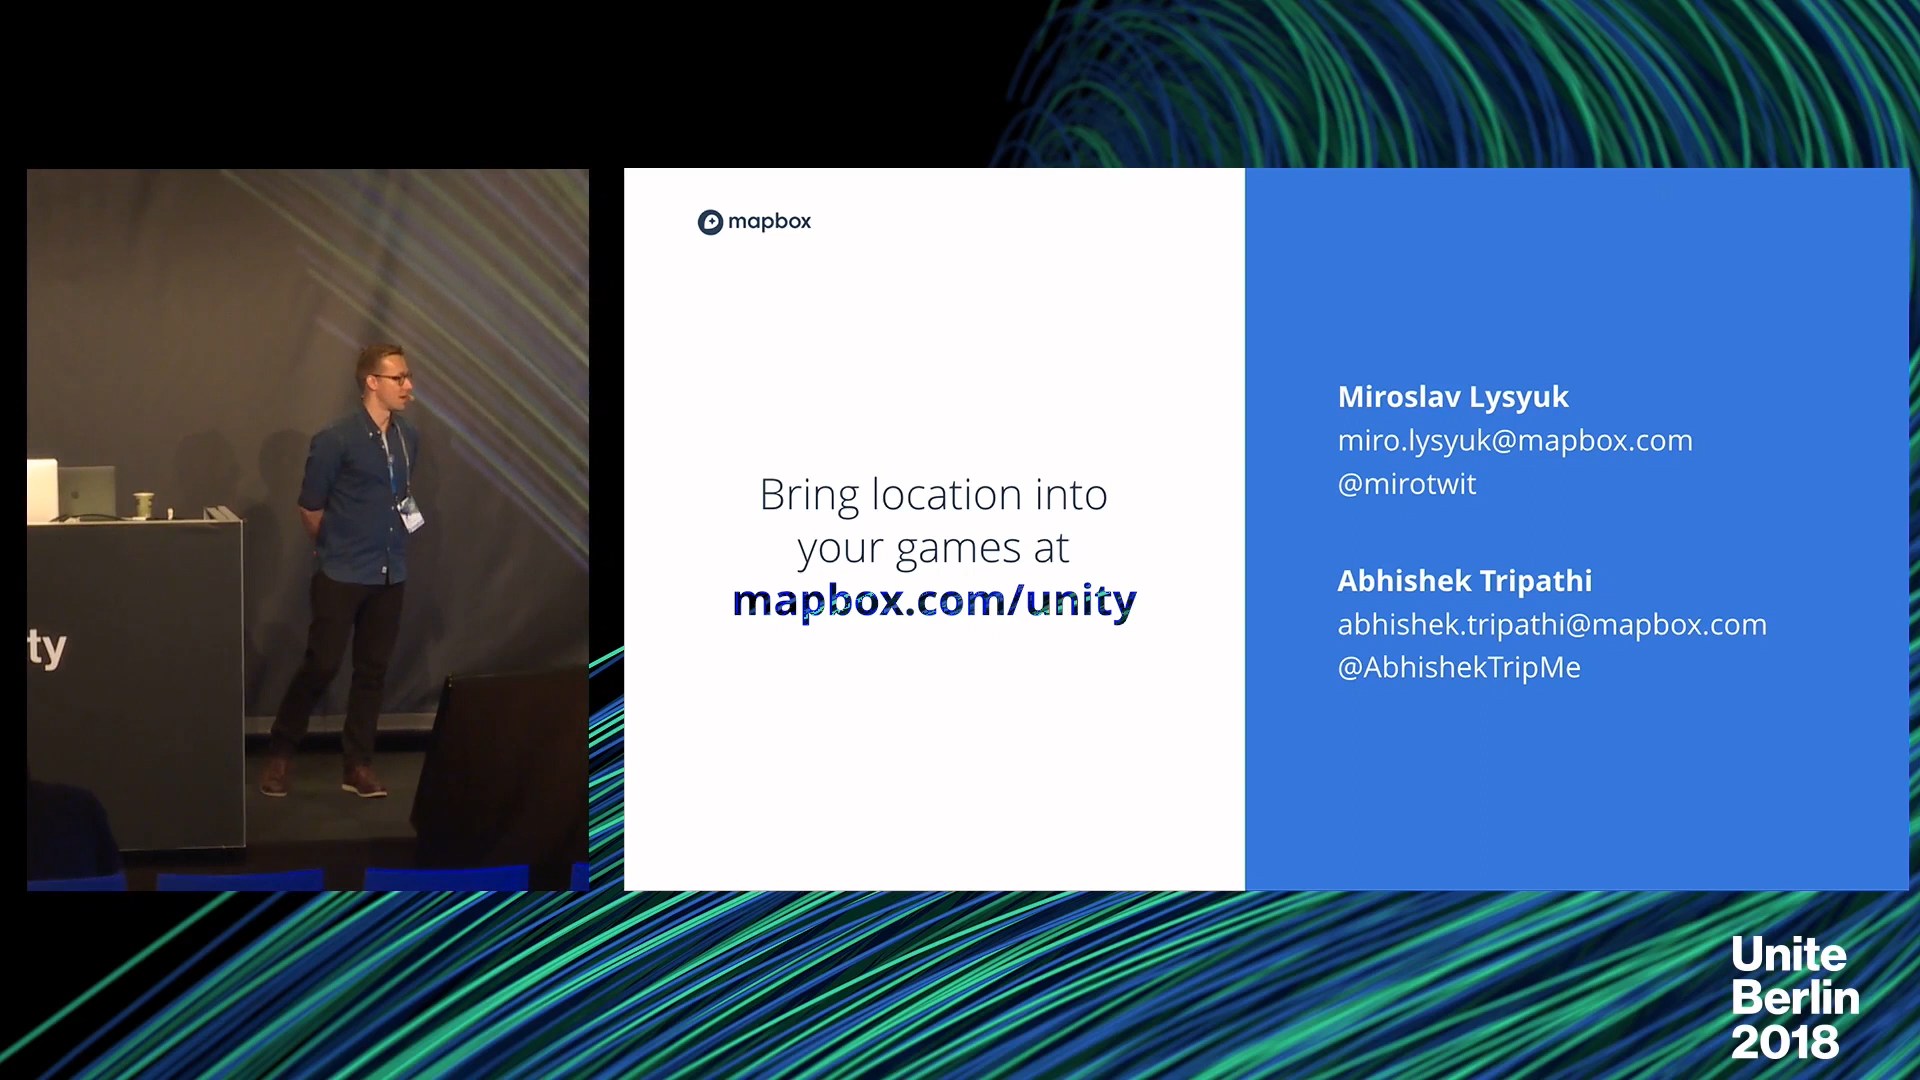 mapbox
Bring location into
your games at
mapbox.com/unity
Miroslav Lysyuk
miro.lysyuk@mapbox.com
@mirotwit
Abhishek Tripathi
abhishek.tripathi@mapbox.com
@AbhishekTripMe
ty
Unite
Berlin
2018